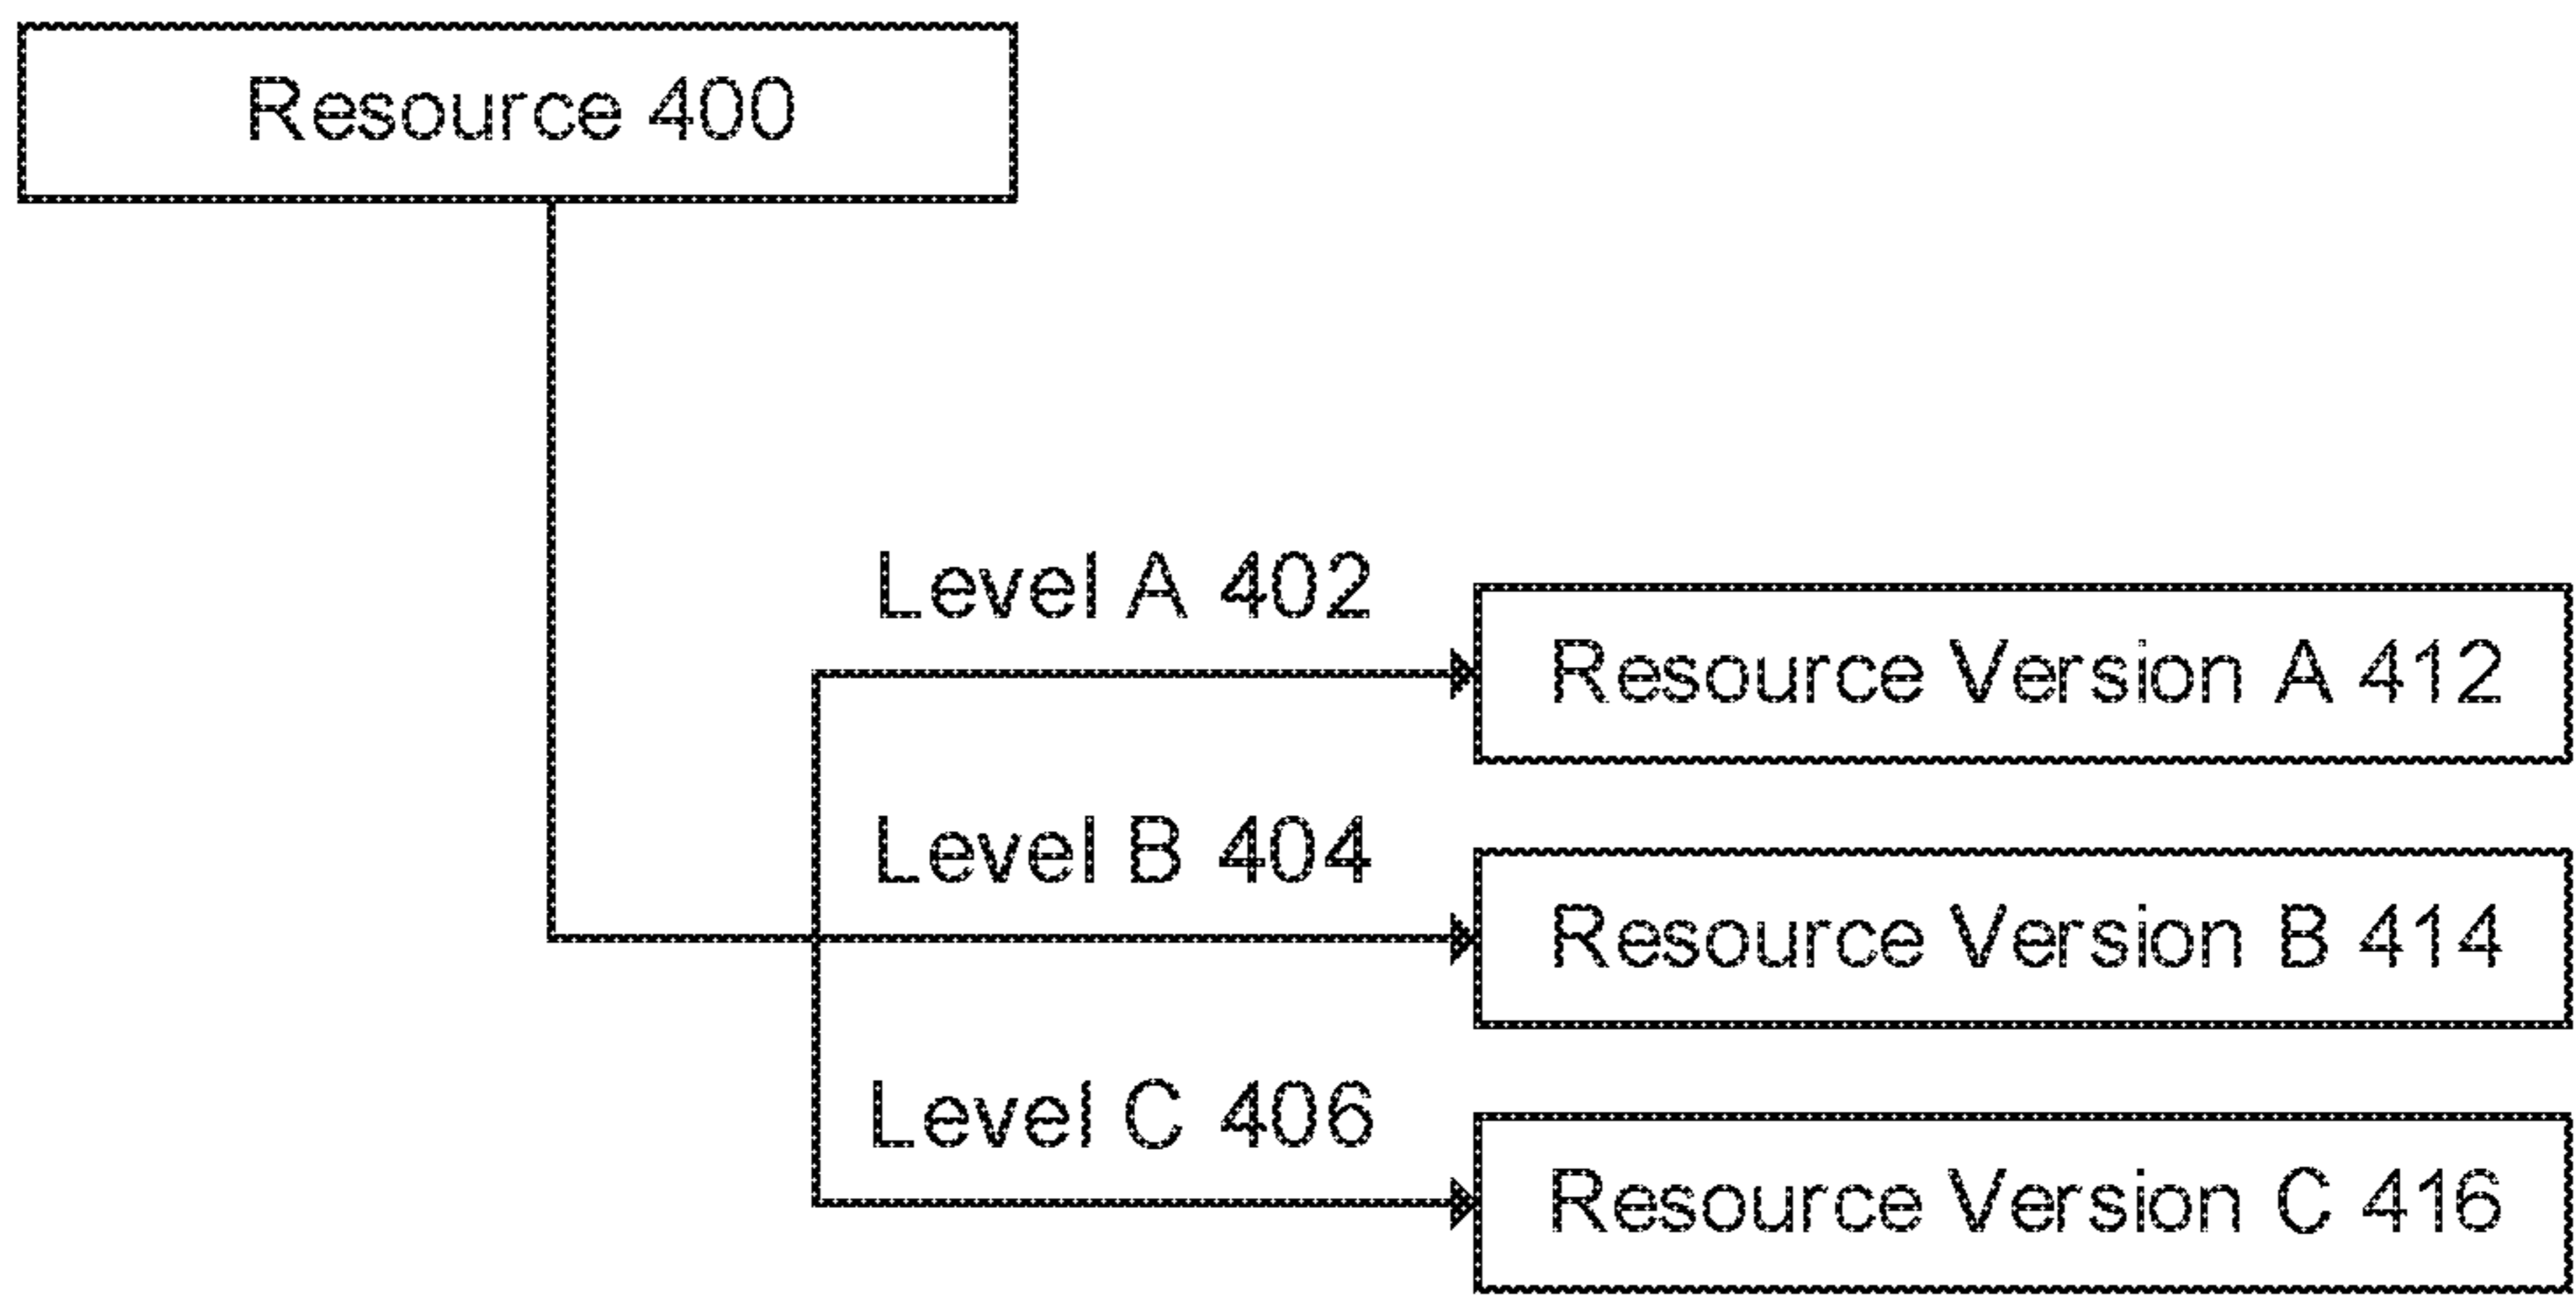 Resource 400
Level A 402
Resource Version A 412
Level B 404
Resource Version B 414
Level C 406
Resource Version C 416